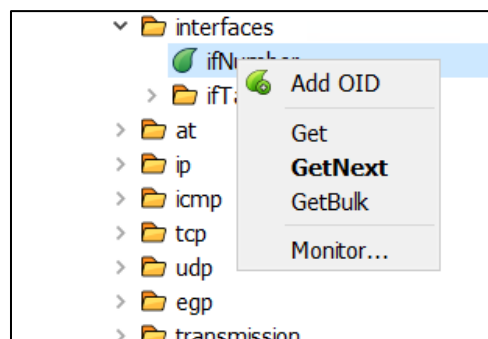 interfaces
Add OID
Get
GetNext
GetBulk
Monitor...
at
ip
icmp
tcp
udp
egp
transmission